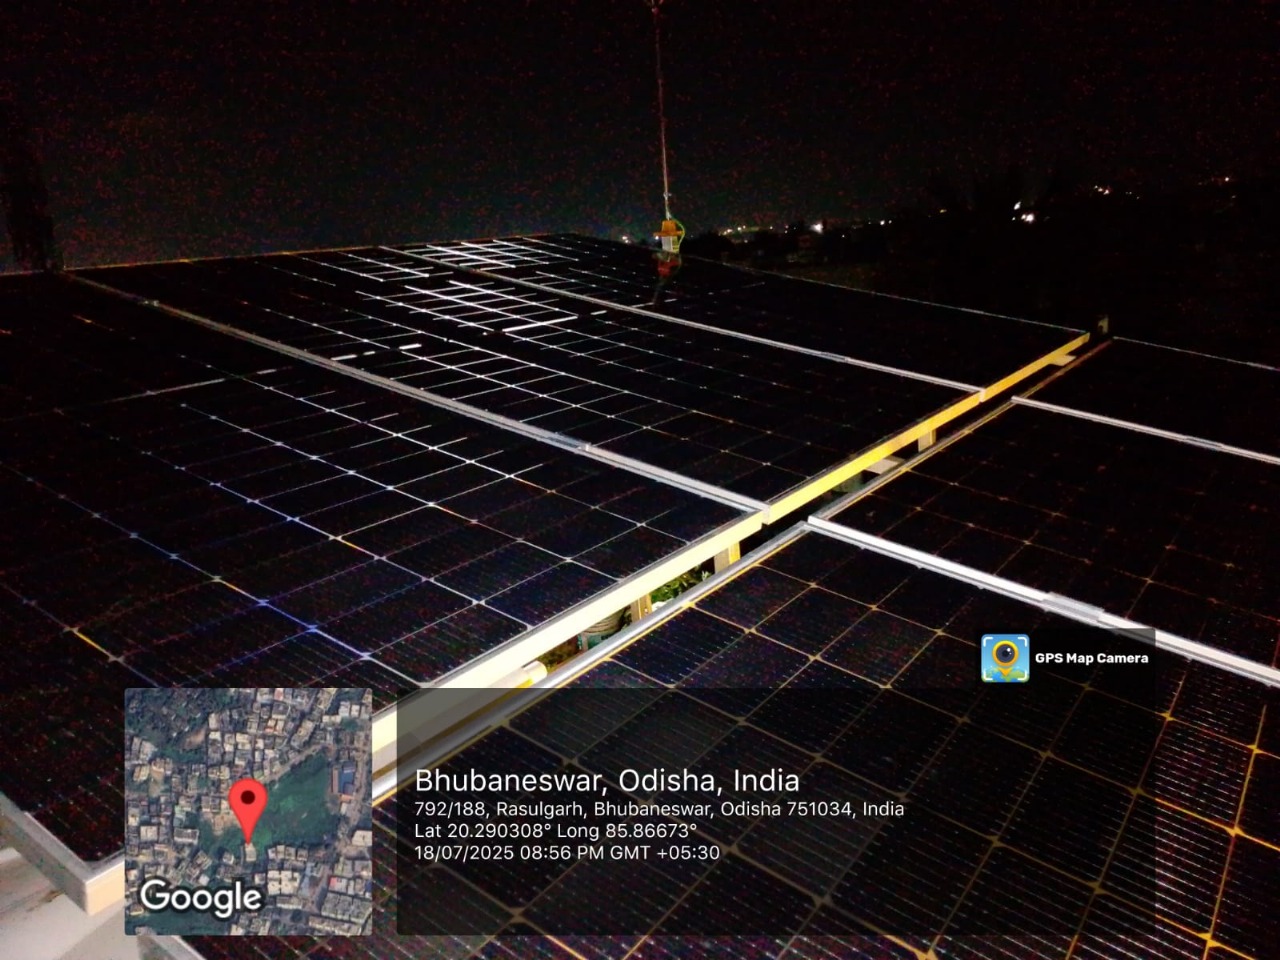 GPS Map Camera
Bhubaneswar, Odisha, India
792/188, Rasulgarh, Bhubaneswar, Odisha 751034, India
Lat 20.290308° Long 85.86673°
18/07/2025 08:56 PM GMT +05:30
Google